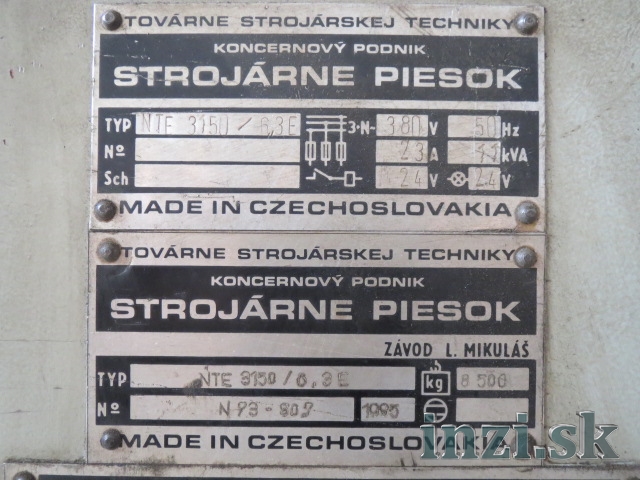 TOVÁRNE STROJÁRSKEJ TECHNIKY
KONCERNOVÝ PODNIK
STROJÁRNE PIESOK
TYP NTE 3150/6,3E 3-N- 380 V 50 Hz
Nº 23 A kVA
Sch 24 V 24 V
MADE IN CZECHOSLOVAKIA
TOVÁRNE STROJÁRSKEJ TECHNIKY
KONCERNOVÝ PODNIK
STROJÁRNE PIESOK
ZÁVOD L. MIKULÁŠ
TYP NTE 3150/6,3E kg 8 500
Nº
MADE IN CZECHOSLOVAKIA
inzi.sk